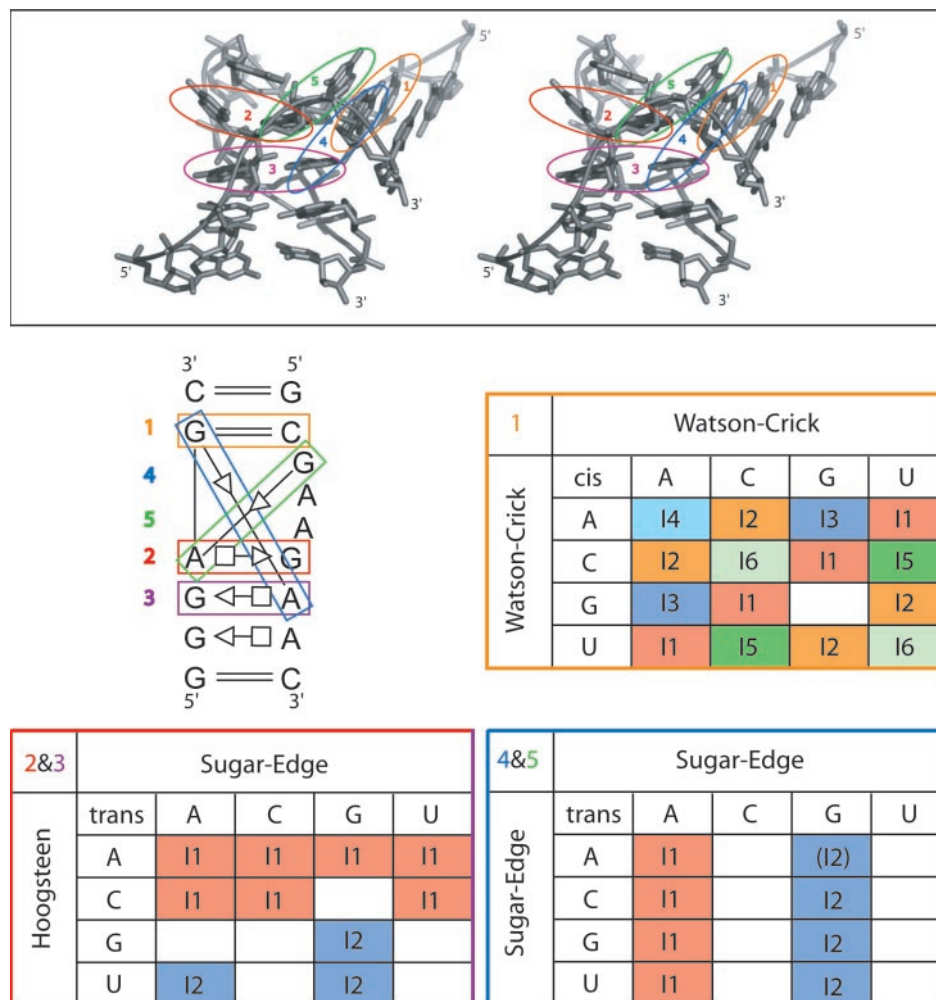 5' 5'
5 1 5 1
2 2
4 4
3 3
3' 3'
5' 5'
3' 3'
3' 5'
C G
1 G C
4 G
A
5 A
2 A G
3 G A
G A
G C
5' 3'
1 Watson-Crick
Watson-Crick
cis A C G U
A I4 I2 I3 I1
C I2 I6 I1 I5
G I3 I1 I2
U I1 I5 I2 I6
2&3 Sugar-Edge
Hoogsteen
trans A C G U
A I1 I1 I1 I1
C I1 I1 I1
G I2
U I2 I2
4&5 Sugar-Edge
Sugar-Edge
trans A C G U
A I1 (I2)
C I1 I2
G I1 I2
U I1 I2